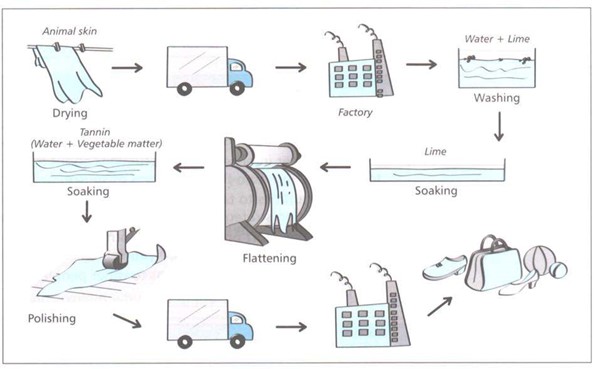 Animal skin
Drying
Factory
Water + Lime
Washing
Lime
Soaking
Flattening
Tannin
(Water + Vegetable matter)
Soaking
Polishing